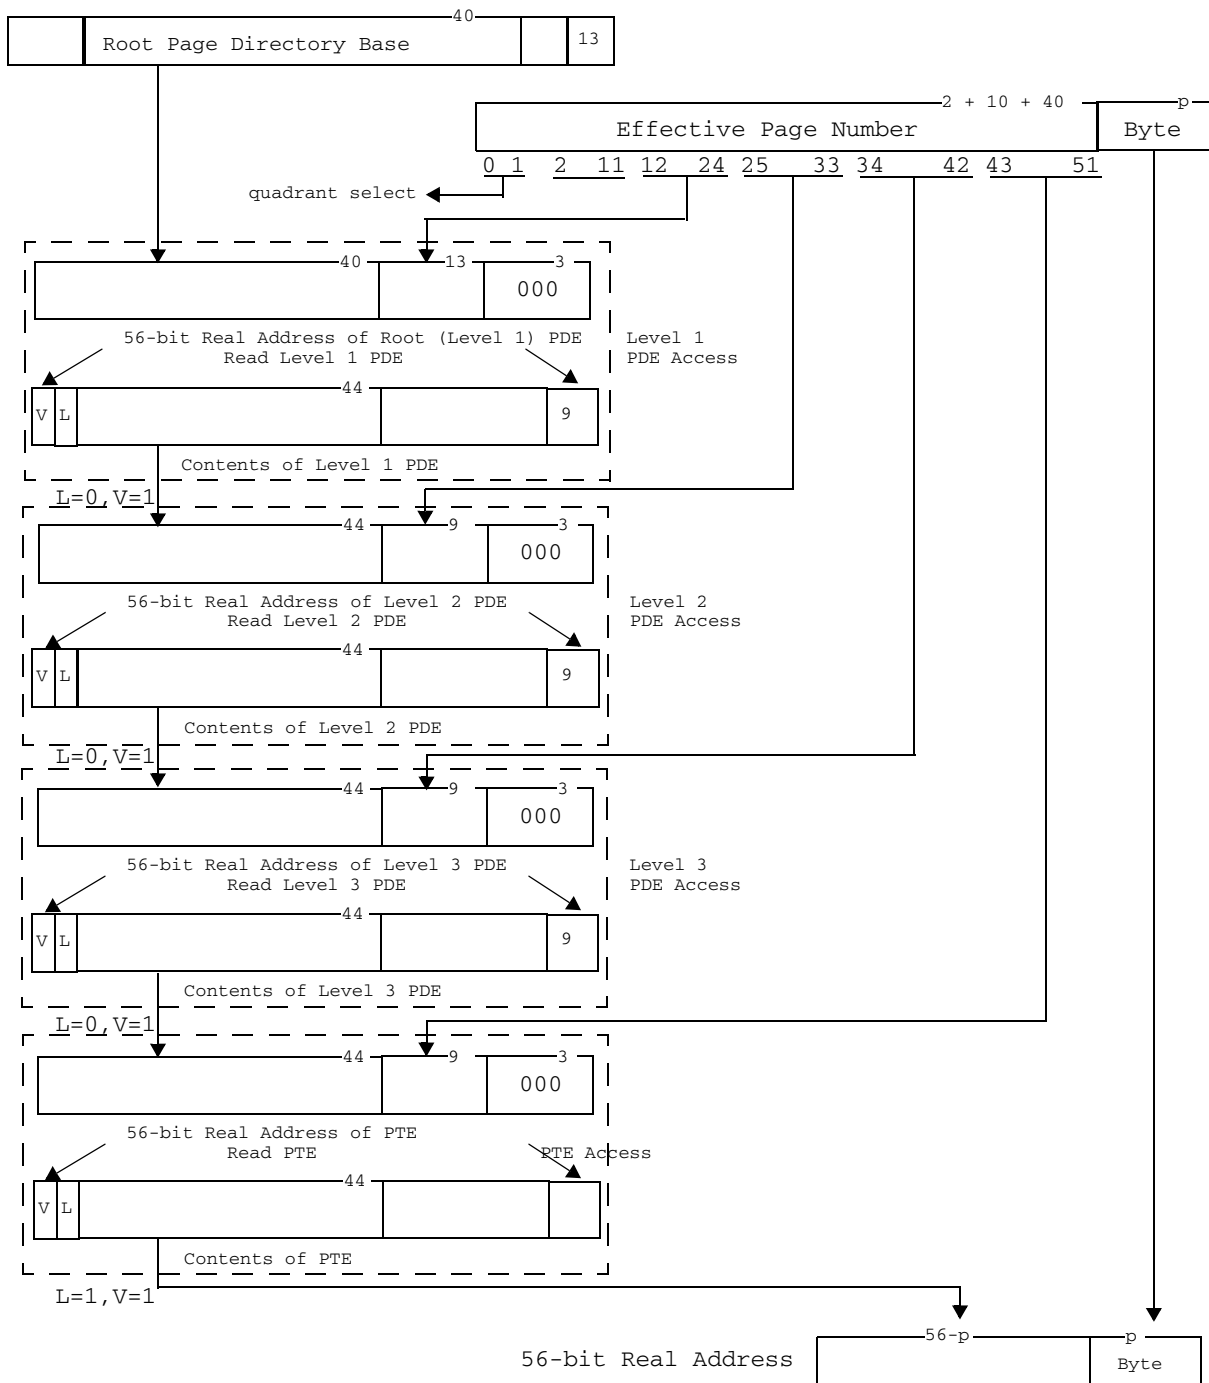 40
Root Page Directory Base
13
2 + 10 + 40
p
Effective Page Number
Byte
0 1 2 11 12 24 25 33 34 42 43 51
quadrant select
40 13 3
000
56-bit Real Address of Root (Level 1) PDE
Read Level 1 PDE
Level 1
PDE Access
44
V L 9
Contents of Level 1 PDE
L=0,V=1
44 9 3
000
56-bit Real Address of Level 2 PDE
Read Level 2 PDE
Level 2
PDE Access
44
V L 9
Contents of Level 2 PDE
L=0,V=1
44 9 3
000
56-bit Real Address of Level 3 PDE
Read Level 3 PDE
Level 3
PDE Access
44
V L 9
Contents of Level 3 PDE
L=0,V=1
44 9 3
000
56-bit Real Address of PTE
Read PTE
PTE Access
44
V L
Contents of PTE
L=1,V=1
56-p p
56-bit Real Address
Byte